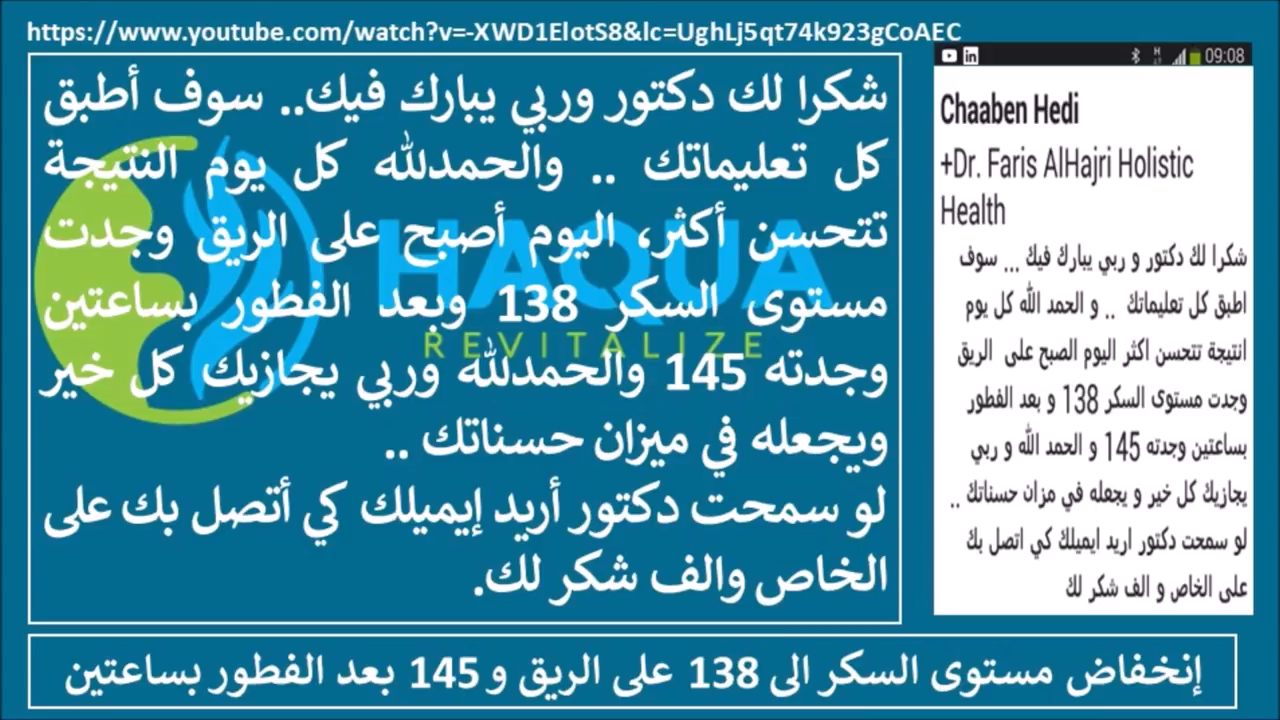 https://www.youtube.com/watch?v=-XWD1ElotS8&lc=UghLj5qt74k923gCoAEC
شكرا لك دكتور وربي يبارك فيك.. سوف أطبق
كل تعليماتك .. والحمدلله كل يوم النتيجة
تتحسن أكثر، اليوم أصبح على الريق وجدت
مستوى السكر 138 وبعد الفطور بساعتين
وجدته 145 والحمدلله وربي يجازيك كل خير
ويجعله في ميزان حسناتك ..
لو سمحت دكتور أريد إيميلك كي أتصل بك على
الخاص والف شكر لك.
HAQUA
REVITALIZE
09:08
Chaaben Hedi
+Dr. Faris AlHajri Holistic
Health
شكرا لك دكتور و ربي يبارك فيك ... سوف
اطبق كل تعليماتك .. و الحمد الله كل يوم
انتيجة تتحسن اكثر اليوم الصبح على الريق
وجدت مستوى السكر 138 و بعد الفطور
بساعتين وجدته 145 و الحمد الله و ربي
يجازيك كل خير و يجعله في مزان حسناتك ..
لو سمحت دكتور اريد ايميلك كي اتصل بك
على الخاص و الف شكر لك
إنخفاض مستوى السكر الى 138 على الريق و 145 بعد الفطور بساعتين